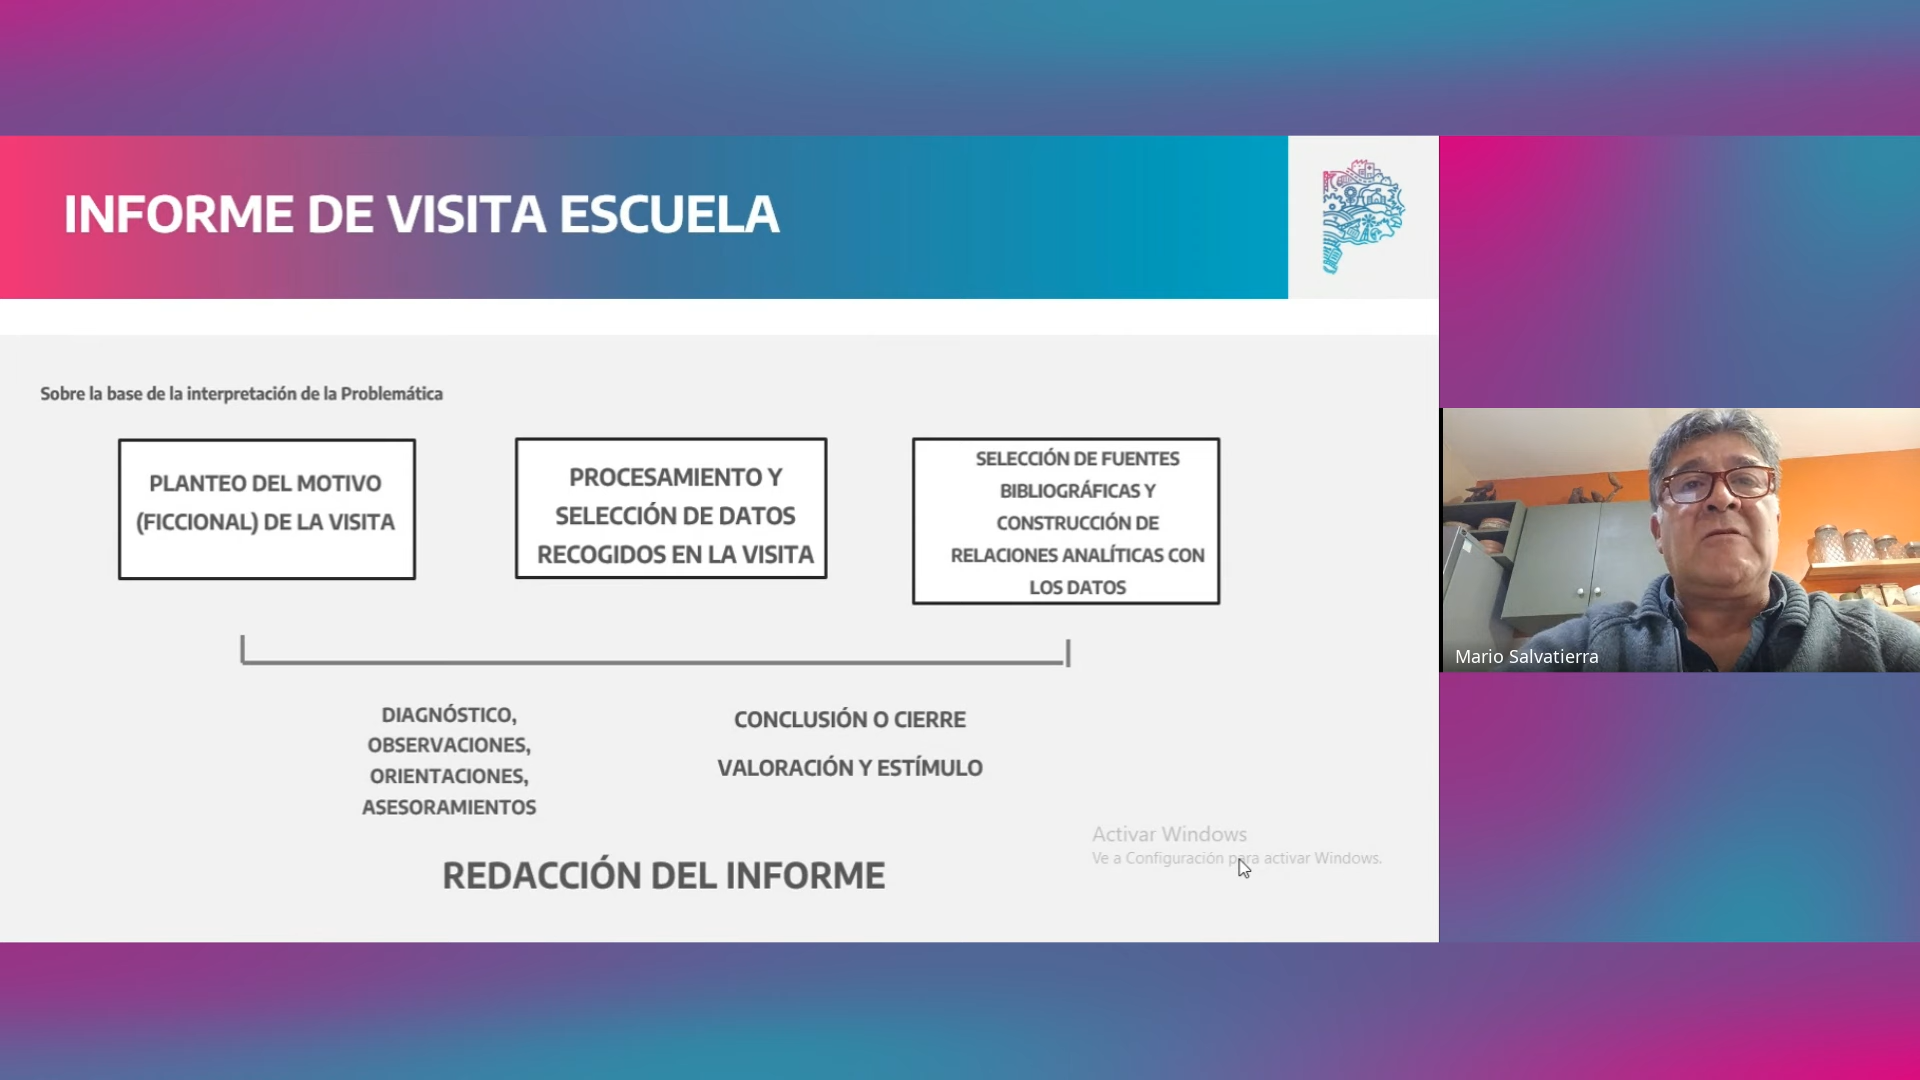 INFORME DE VISITA ESCUELA
Sobre la base de la interpretación de la Problemática
PLANTEO DEL MOTIVO
(FICCIONAL) DE LA VISITA
PROCESAMIENTO Y
SELECCIÓN DE DATOS
RECOGIDOS EN LA VISITA
SELECCIÓN DE FUENTES
BIBLIOGRÁFICAS Y
CONSTRUCCIÓN DE
RELACIONES ANALÍTICAS CON
LOS DATOS
DIAGNÓSTICO,
OBSERVACIONES,
ORIENTACIONES,
ASESORAMIENTOS
CONCLUSIÓN O CIERRE
VALORACIÓN Y ESTÍMULO
REDACCIÓN DEL INFORME
Activar Windows
Ve a Configuración para activar Windows.
Mario Salvatierra